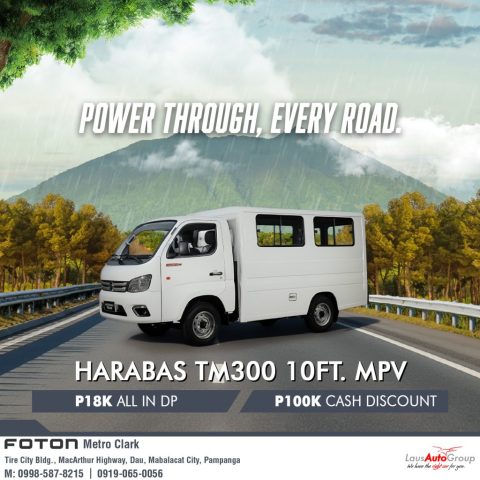 POWER THROUGH, EVERY ROAD.
HARABAS TM300 10FT. MPV
P18K ALL IN DP
P100K CASH DISCOUNT
FOTON Metro Clark
Tire City Bldg., MacArthur Highway, Dau, Mabalacat City, Pampanga
M: 0998-587-8215 | 0919-065-0056
LausAutoGroup
We have the right car for you.